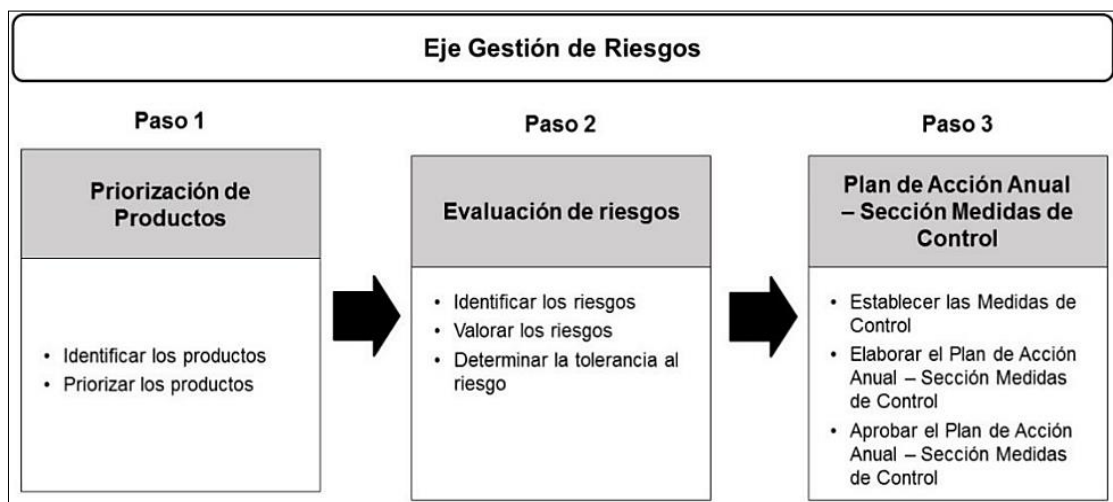 Eje Gestión de Riesgos
Paso 1
Priorización de
Productos
• Identificar los productos
• Priorizar los productos
Paso 2
Evaluación de riesgos
• Identificar los riesgos
• Valorar los riesgos
• Determinar la tolerancia al
riesgo
Paso 3
Plan de Acción Anual
– Sección Medidas de
Control
• Establecer las Medidas de
Control
• Elaborar el Plan de Acción
Anual – Sección Medidas
de Control
• Aprobar el Plan de Acción
Anual – Sección Medidas
de Control